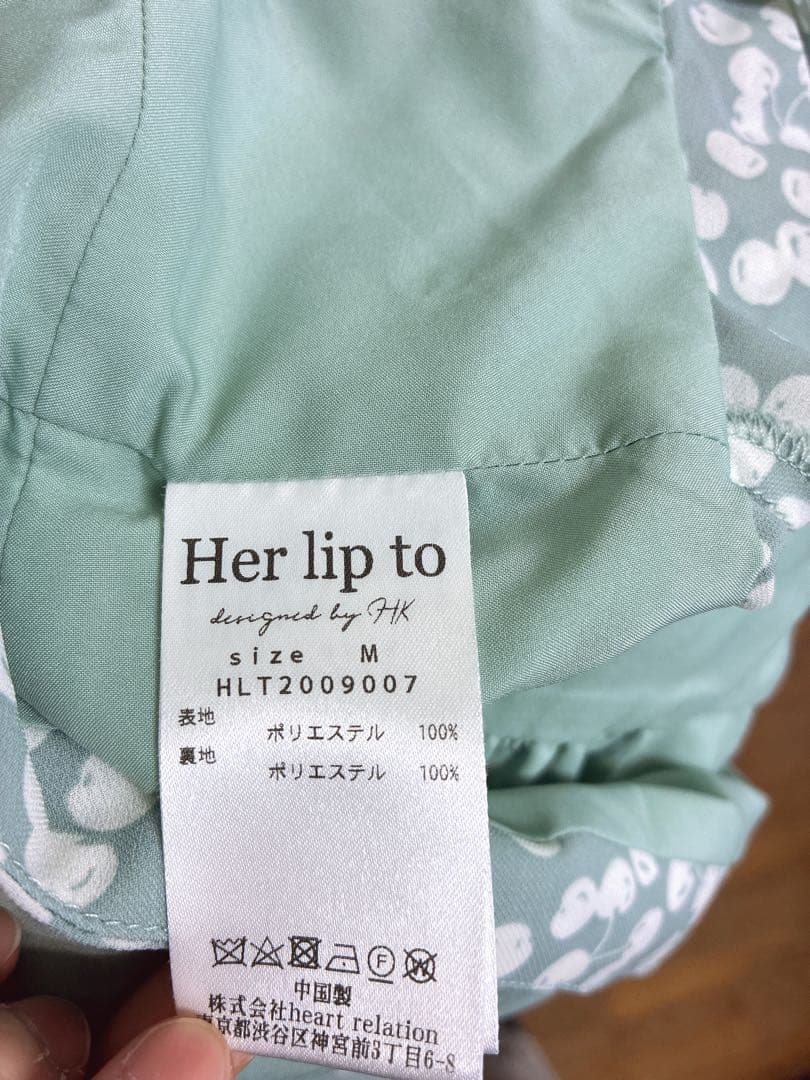 Her lip to
designed by HK
size M
HLT2009007
表地
ポリエステル 100%
裏地
ポリエステル 100%
中国製
株式会社heart relation
東京都渋谷区神宮前3丁目6-8